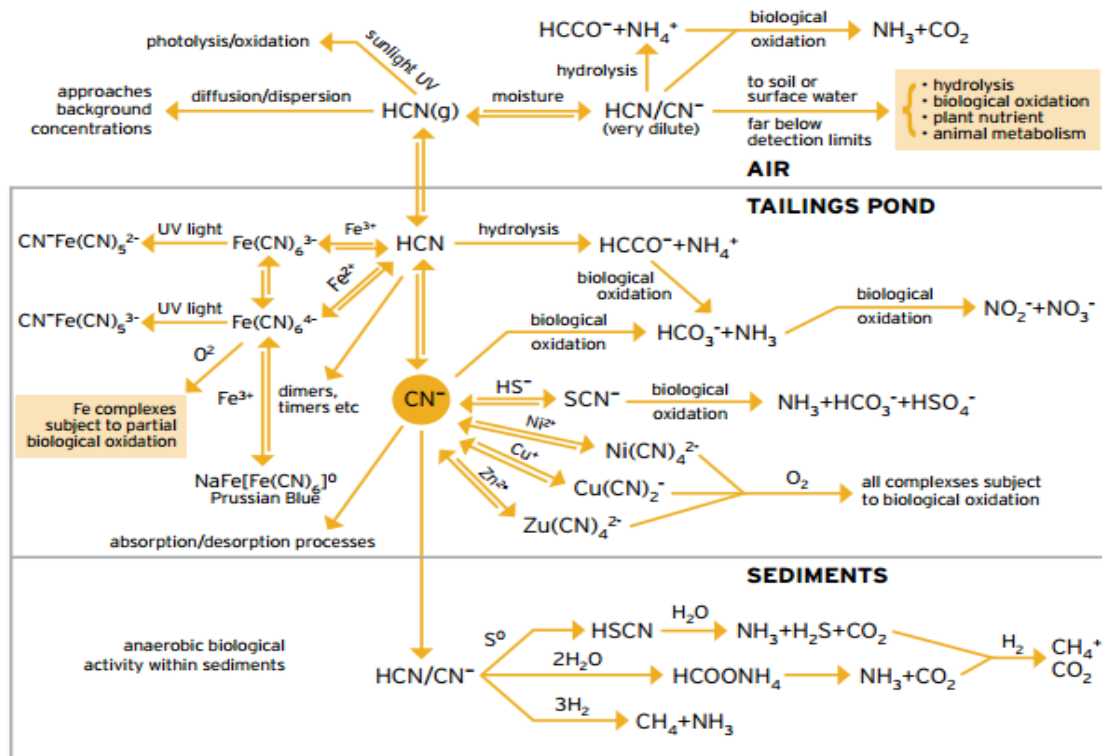 photolysis/oxidation
sunlight UV
HCCO⁻+NH₄⁺
biological
oxidation
NH₃+CO₂
hydrolysis
approaches
background
concentrations
diffusion/dispersion
HCN(g)
moisture
HCN/CN⁻
(very dilute)
to soil or
surface water
far below
detection limits
• hydrolysis
• biological oxidation
• plant nutrient
• animal metabolism
AIR
TAILINGS POND
CN⁻Fe(CN)₅²⁻
UV light
Fe(CN)₆³⁻
Fe³⁺
HCN
hydrolysis
HCCO⁻+NH₄⁺
Fe²⁺
biological
oxidation
CN⁻Fe(CN)₅³⁻
UV light
Fe(CN)₆⁴⁻
biological
oxidation
HCO₃⁻+NH₃
biological
oxidation
NO₂⁻+NO₃⁻
O²
Fe complexes
subject to partial
biological oxidation
Fe³⁺
dimers,
timers etc
CN⁻
HS⁻
SCN⁻
biological
oxidation
NH₃+HCO₃⁻+HSO₄⁻
Ni²⁺
Ni(CN)₄²⁻
Cu⁺
Cu(CN)₂⁻
Zn²⁺
Zu(CN)₄²⁻
O₂
all complexes subject
to biological oxidation
NaFe[Fe(CN)₆]⁰
Prussian Blue
absorption/desorption processes
SEDIMENTS
anaerobic biological
activity within sediments
HCN/CN⁻
S⁰
HSCN
H₂O
NH₃+H₂S+CO₂
2H₂O
HCOONH₄
NH₃+CO₂
H₂
CH₄⁺
CO₂
3H₂
CH₄+NH₃